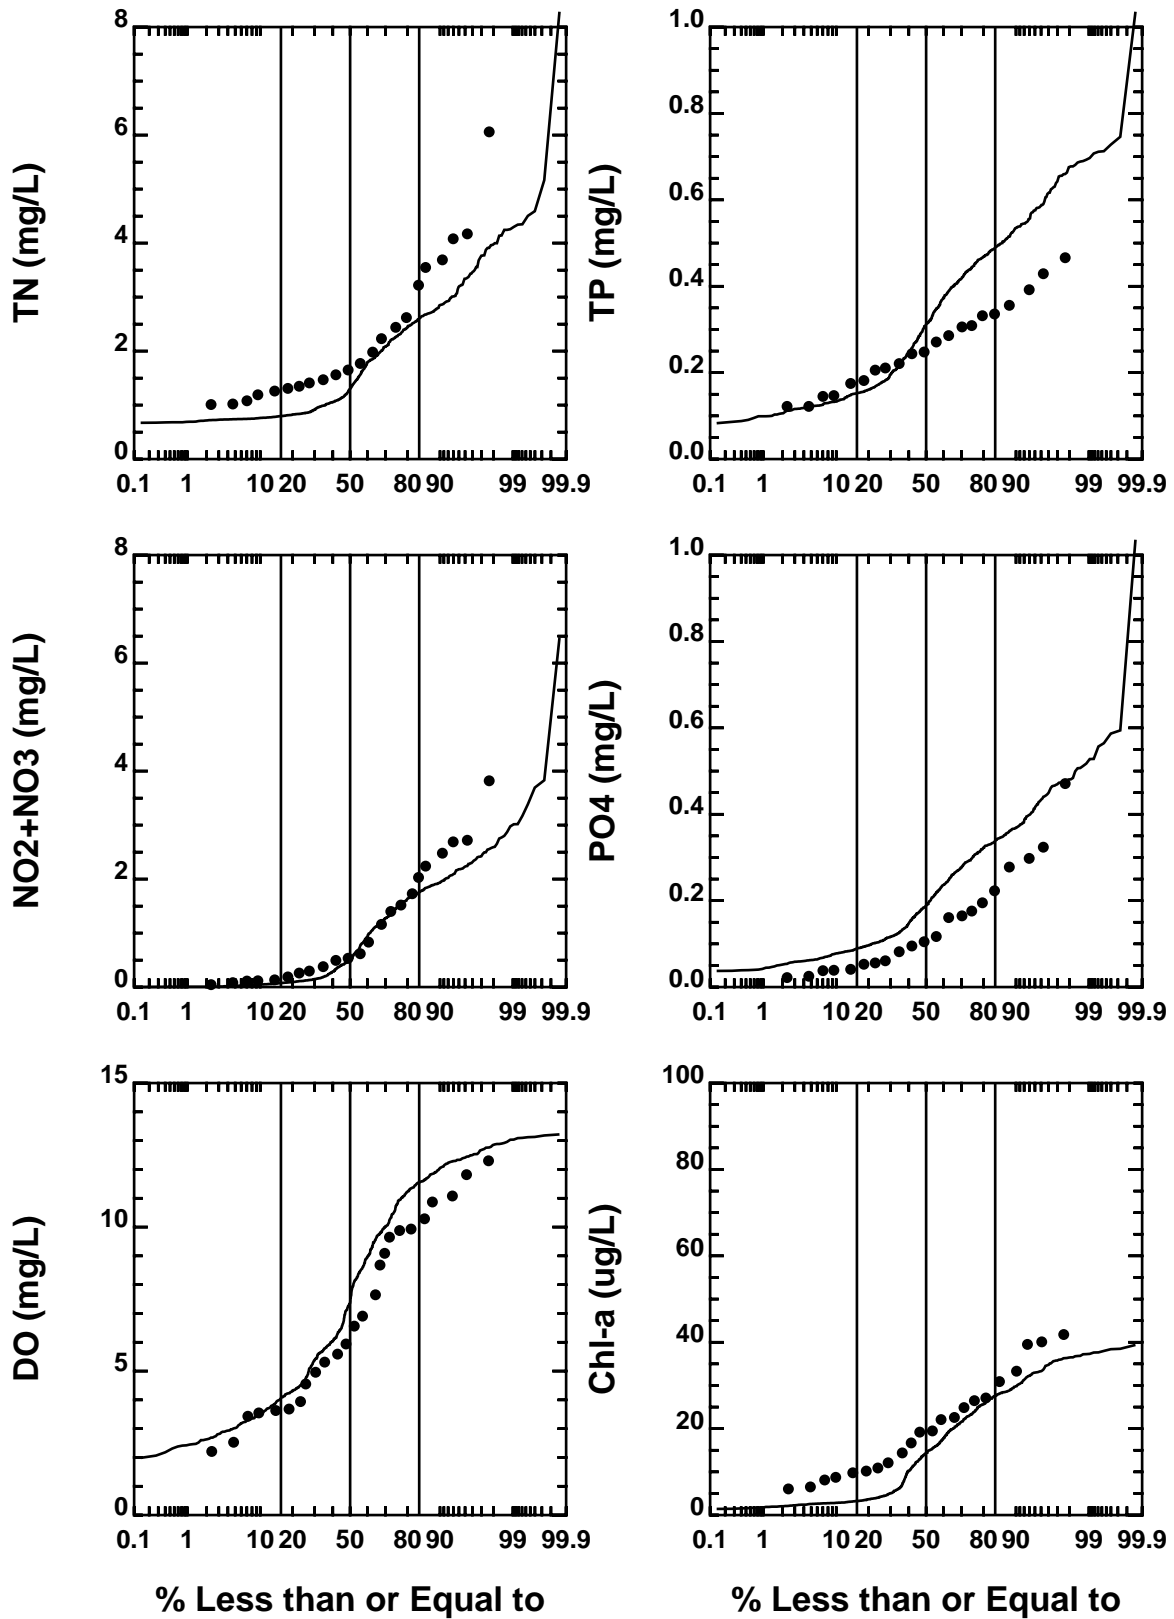 TN (mg/L)
8
6
4
2
0
0.1 1 10 20 50 80 90 99 99.9
TP (mg/L)
1.0
0.8
0.6
0.4
0.2
0.0
0.1 1 10 20 50 80 90 99 99.9
NO2+NO3 (mg/L)
8
6
4
2
0
0.1 1 10 20 50 80 90 99 99.9
PO4 (mg/L)
1.0
0.8
0.6
0.4
0.2
0.0
0.1 1 10 20 50 80 90 99 99.9
DO (mg/L)
15
10
5
0
0.1 1 10 20 50 80 90 99 99.9
% Less than or Equal to
Chl-a (ug/L)
100
80
60
40
20
0
0.1 1 10 20 50 80 90 99 99.9
% Less than or Equal to